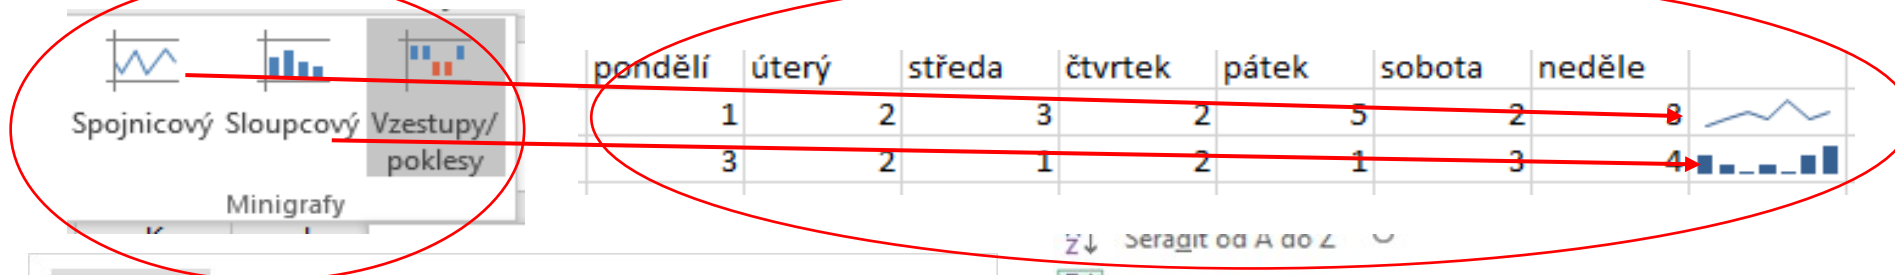 Spojnicový Sloupcový Vzestupy/
poklesy
Minigrafy
pondělí úterý středa čtvrtek pátek sobota neděle
1 2 3 2 5 2 3
3 2 1 2 1 3 4
Seřadit od A do Z